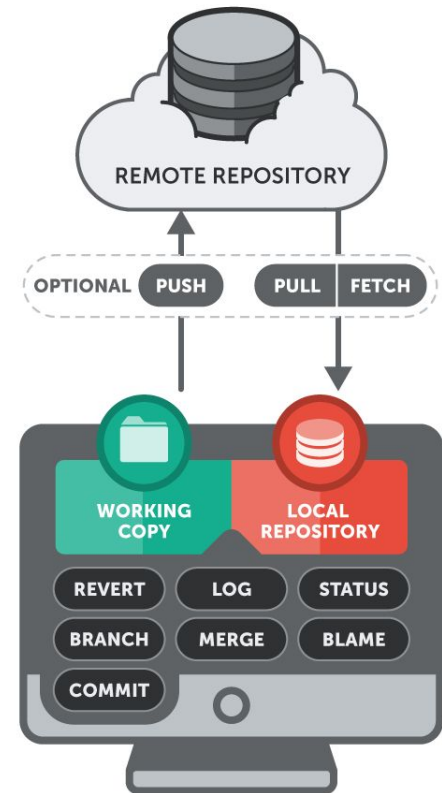 REMOTE REPOSITORY
OPTIONAL PUSH PULL FETCH
WORKING
COPY
LOCAL
REPOSITORY
REVERT LOG STATUS
BRANCH MERGE BLAME
COMMIT